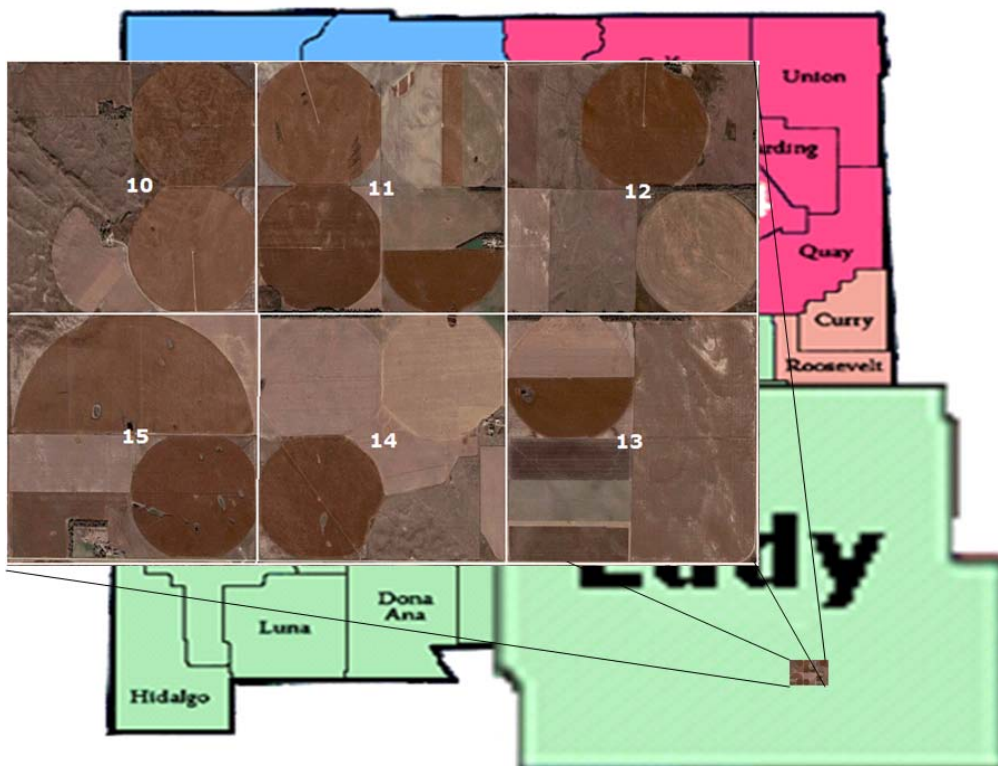 Union
arding
10
11
12
Quay
Curry
Roosevelt
15
14
13
Eddy
Dona
Ana
Luna
Hidalgo